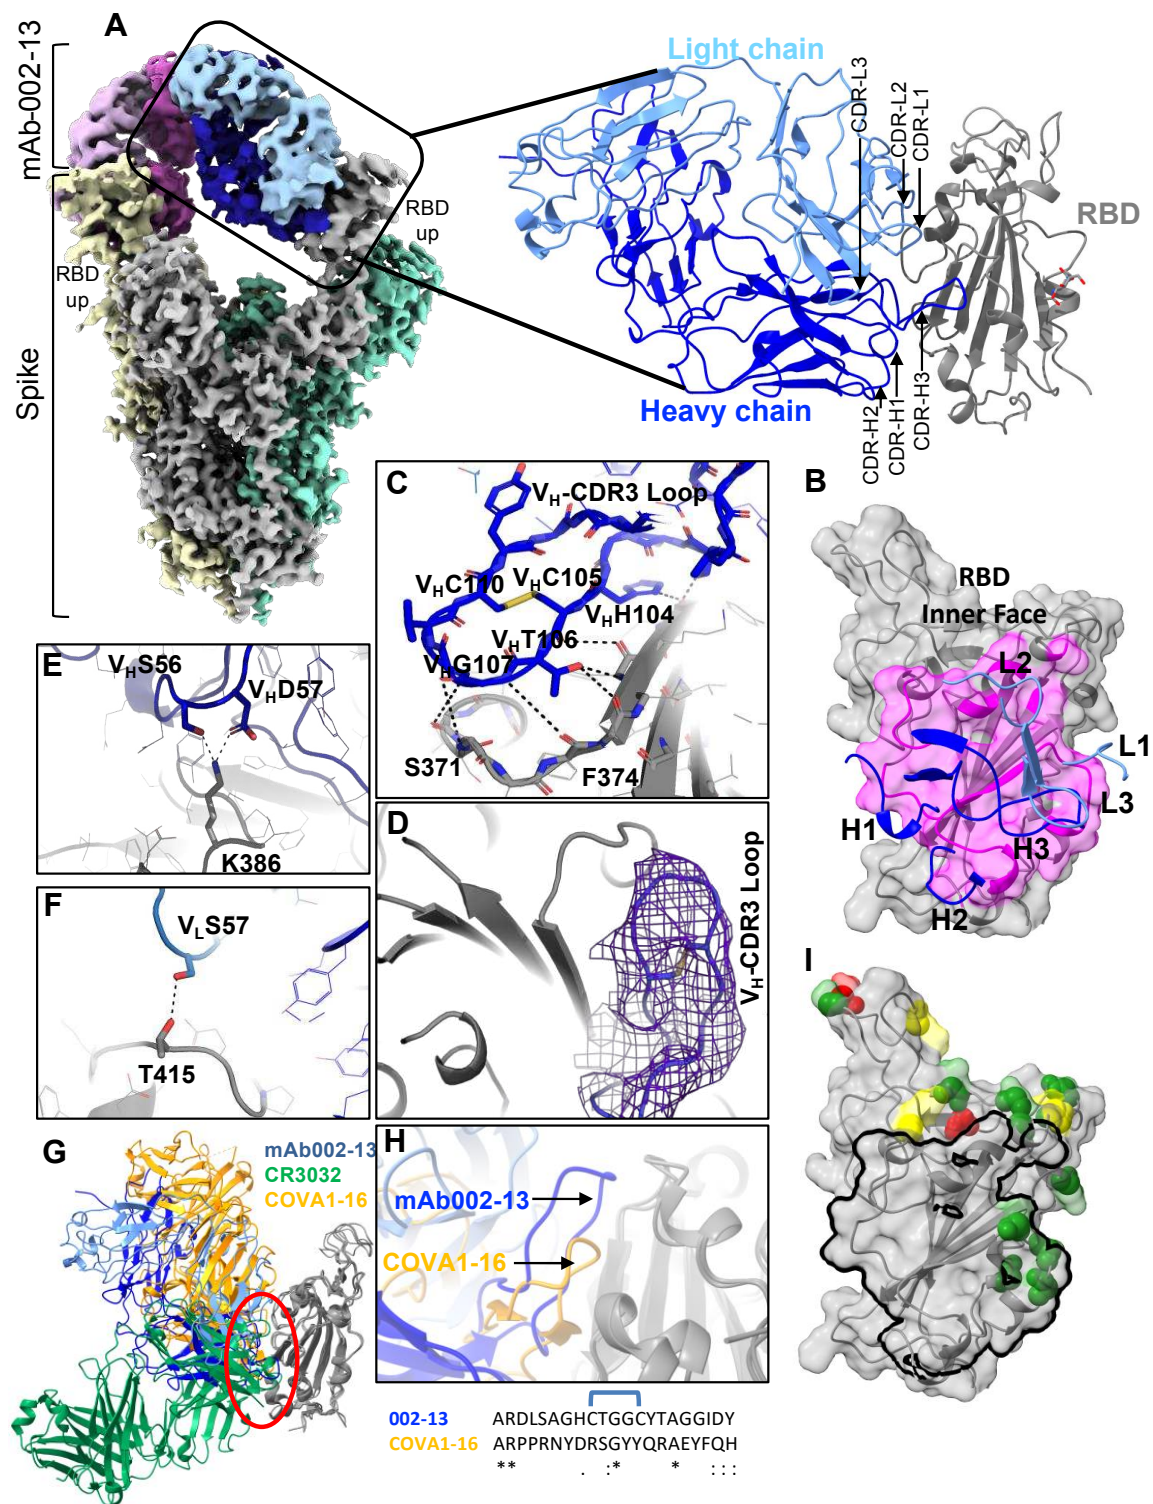 A
mAb-002-13
Spike
RBD
up
RBD
up
Light chain
Heavy chain
CDR-L3
CDR-L2
CDR-L1
RBD
CDR-H2
CDR-H1
CDR-H3
B
RBD
Inner Face
L2
L1
L3
H1
H3
H2
C
VH-CDR3 Loop
VHC110
VHC105
VHH104
VHT106
VHG107
S371
F374
D
VH-CDR3 Loop
E
VHS56
VHD57
K386
F
VLS57
T415
G
mAb002-13
CR3032
COVA1-16
H
mAb002-13
COVA1-16
002-13 ARDLSAGHCTGGCYTAGGIDY
COVA1-16 ARPPRNYDRSGYYQRAEYFQH
** . :* * :::
I